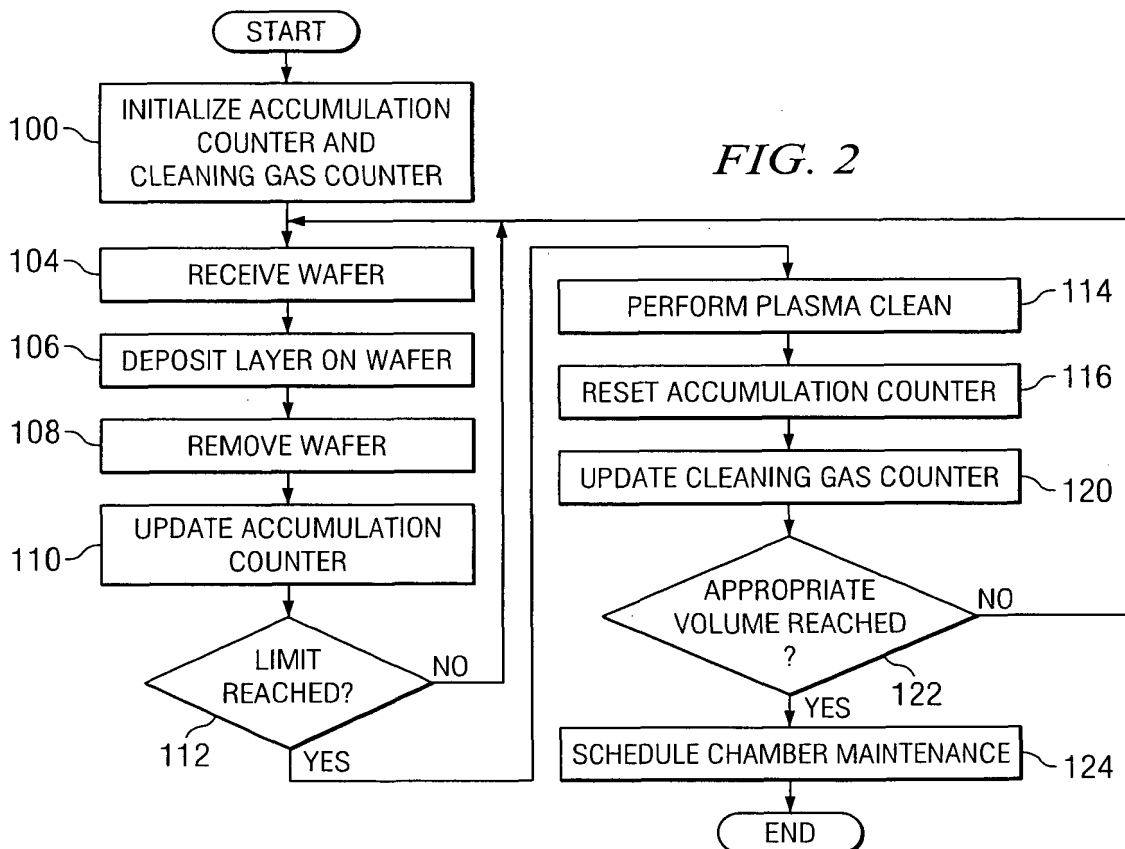 START
100
INITIALIZE ACCUMULATION
COUNTER AND
CLEANING GAS COUNTER
FIG. 2
104
RECEIVE WAFER
106
DEPOSIT LAYER ON WAFER
108
REMOVE WAFER
110
UPDATE ACCUMULATION
COUNTER
LIMIT
REACHED?
NO
112
YES
PERFORM PLASMA CLEAN
114
RESET ACCUMULATION COUNTER
116
UPDATE CLEANING GAS COUNTER
120
APPROPRIATE
VOLUME REACHED
?
NO
122
YES
SCHEDULE CHAMBER MAINTENANCE
124
END